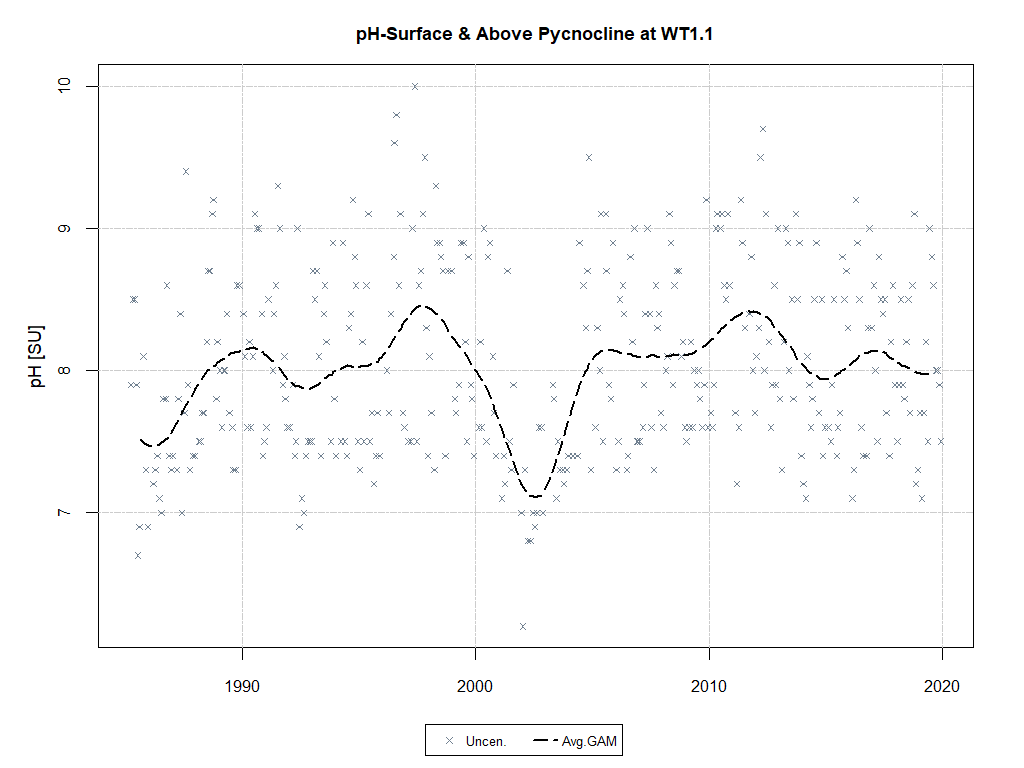 pH-Surface & Above Pycnocline at WT1.1
pH [SU]
10
9
8
7
1990
2000
2010
2020
Uncen.
Avg.GAM